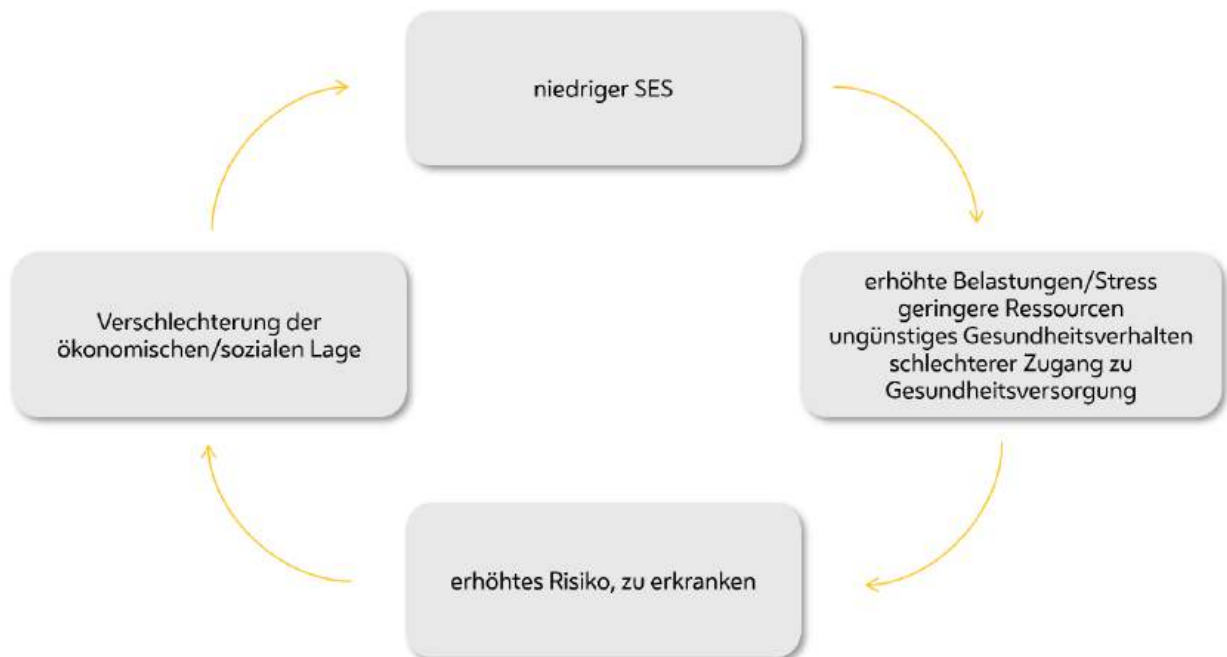 niedriger SES
erhöhte Belastungen/Stress
geringere Ressourcen
ungünstiges Gesundheitsverhalten
schlechterer Zugang zu
Gesundheitsversorgung
erhöhtes Risiko, zu erkranken
Verschlechterung der
ökonomischen/sozialen Lage